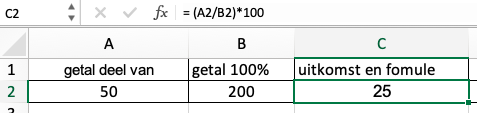 C2 fx = (A2/B2)*100
A B C
1 getal deel van getal 100% uitkomst en fomule
2 50 200 25